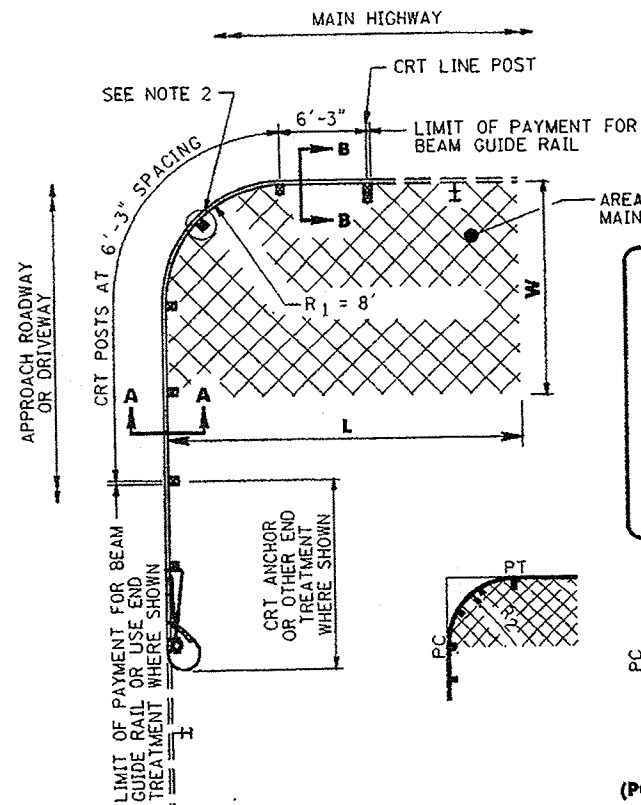 MAIN HIGHWAY
CRT LINE POST
SEE NOTE 2
6'-3"
LIMIT OF PAYMENT FOR
BEAM GUIDE RAIL
B
B
AREA
MAIN
CRT POSTS AT 6'-3" SPACING
R1 = 8'
W
APPROACH ROADWAY
OR DRIVEWAY
A A
L
LIMIT OF PAYMENT FOR BEAM
GUIDE RAIL OR USE END
TREATMENT WHERE SHOWN
CRT ANCHOR
OR OTHER END
TREATMENT
WHERE SHOWN
PT
PC
PC